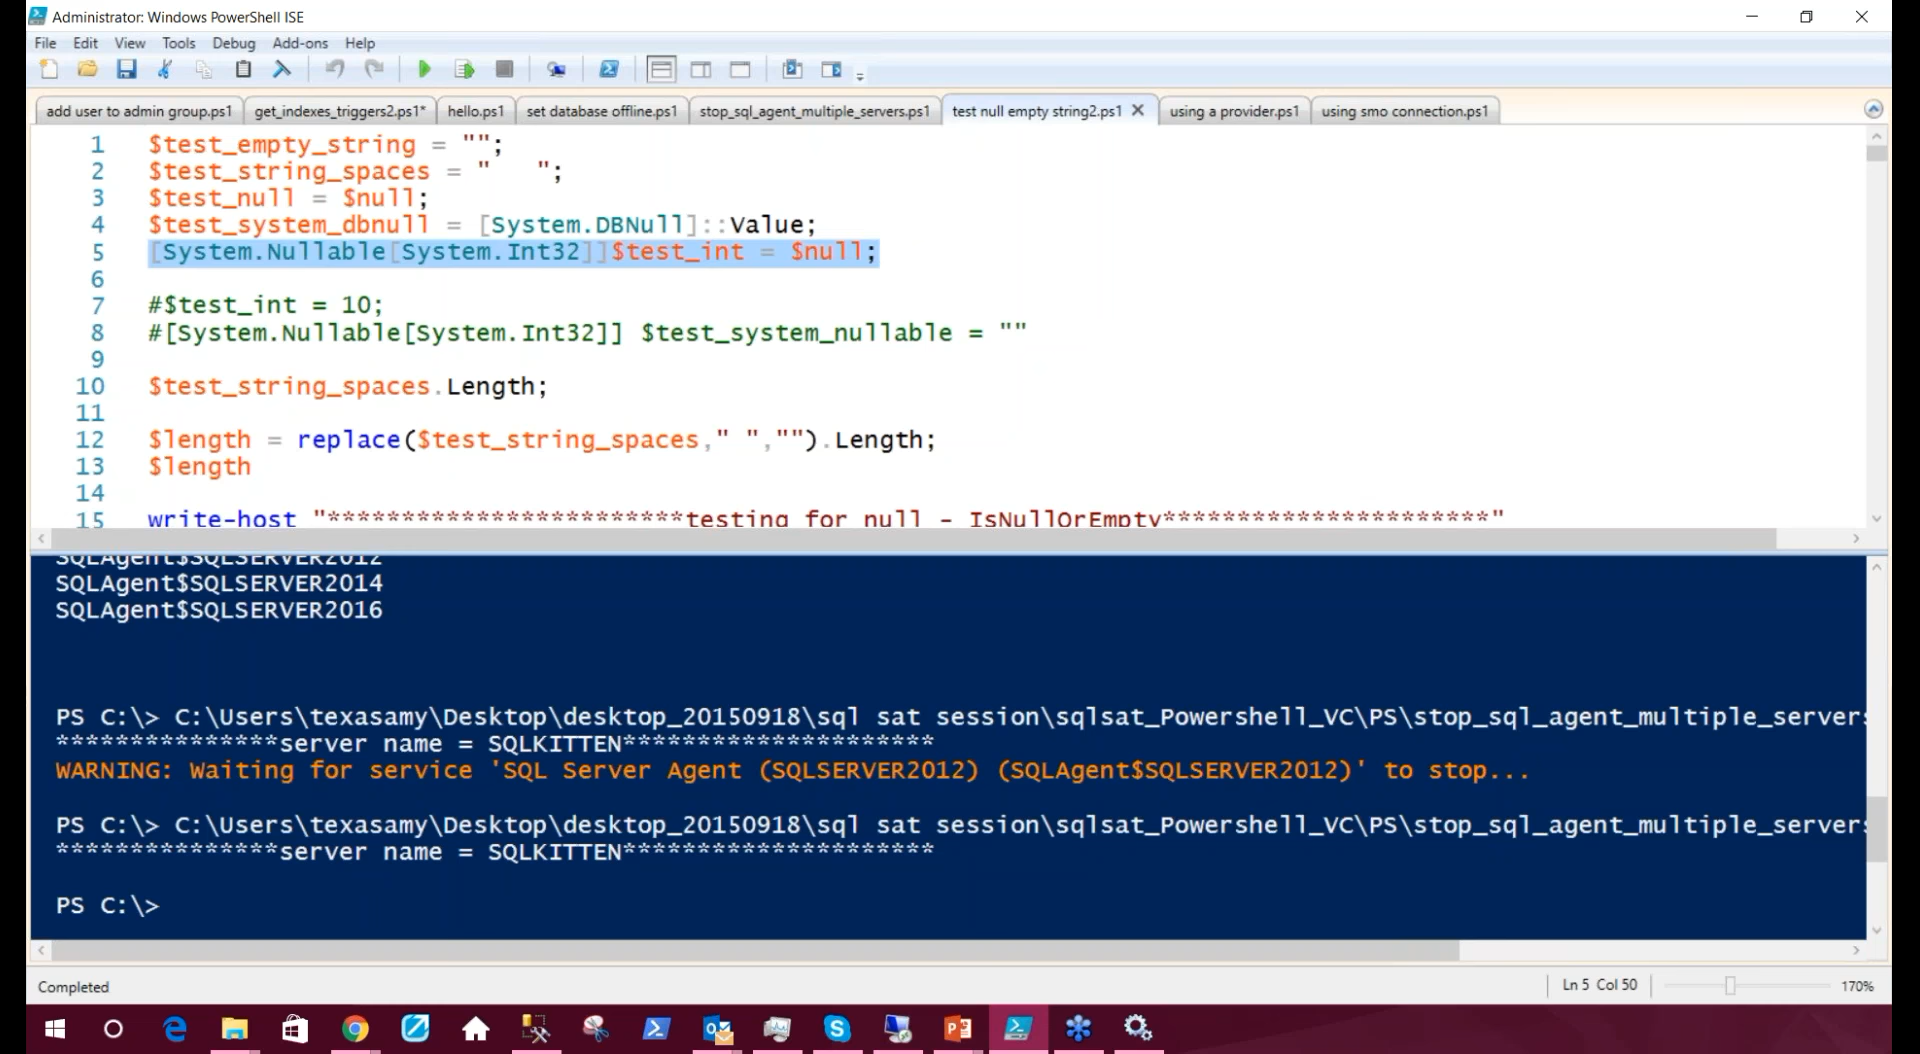 Administrator: Windows PowerShell ISE
File Edit View Tools Debug Add-ons Help
add user to admin group.ps1 get_indexes_triggers2.ps1* hello.ps1 set database offline.ps1 stop_sql_agent_multiple_servers.ps1 test null empty string2.ps1 using a provider.ps1 using smo connection.ps1
1 $test_empty_string = "";
2 $test_string_spaces = "   ";
3 $test_null = $null;
4 $test_system_dbnull = [System.DBNull]::Value;
5 [System.Nullable[System.Int32]]$test_int = $null;
6
7 #$test_int = 10;
8 #[System.Nullable[System.Int32]] $test_system_nullable = ""
9
10 $test_string_spaces.Length;
11
12 $length = replace($test_string_spaces," ","").Length;
13 $length
14
15 write-host "************************testing for null - IsNullOrEmpty**********************"
SQLAgent$SQLSERVER2012
SQLAgent$SQLSERVER2014
SQLAgent$SQLSERVER2016
PS C:\> C:\Users\texasamy\Desktop\desktop_20150918\sql sat session\sqlsat_Powershell_VC\PS\stop_sql_agent_multiple_servers
***************server name = SQLKITTEN*********************
WARNING: Waiting for service 'SQL Server Agent (SQLSERVER2012) (SQLAgent$SQLSERVER2012)' to stop...
PS C:\> C:\Users\texasamy\Desktop\desktop_20150918\sql sat session\sqlsat_Powershell_VC\PS\stop_sql_agent_multiple_servers
***************server name = SQLKITTEN*********************
PS C:\>
Completed Ln 5 Col 50 170%